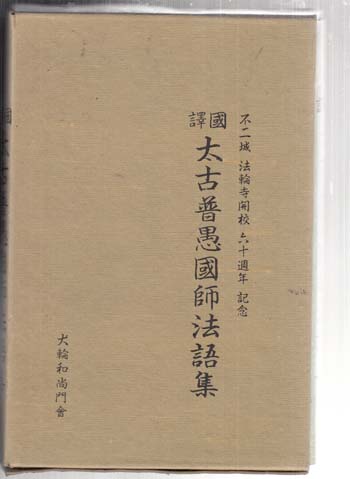 不二城 法輪寺開校 六十週年 記念
國譯
太古普愚國師法語集
大輪和尚門會